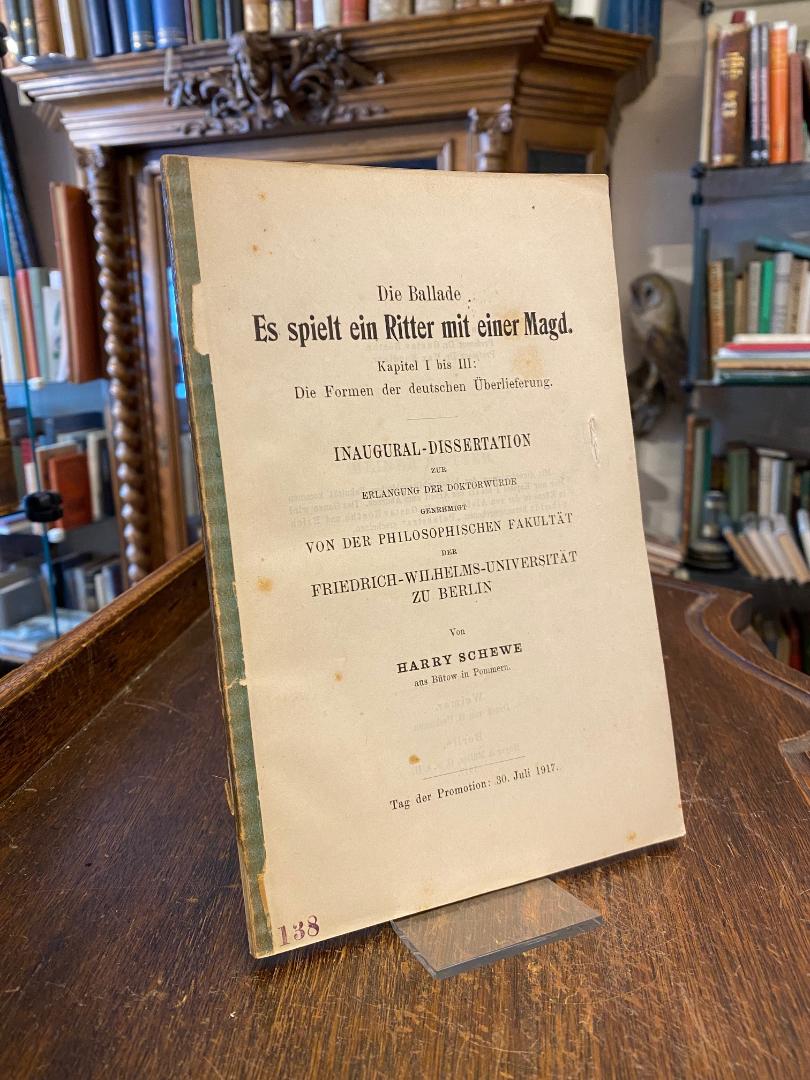 Die Ballade
Es spielt ein Ritter mit einer Magd.
Kapitel I bis III:
Die Formen der deutschen Überlieferung.
INAUGURAL-DISSERTATION
ZUR
ERLANGUNG DER DOKTORWÜRDE
GENEHMIGT
VON DER PHILOSOPHISCHEN FAKULTÄT
DER
FRIEDRICH-WILHELMS-UNIVERSITÄT
ZU BERLIN
Von
HARRY SCHEWE
aus Bütow in Pommern.
Tag der Promotion: 30. Juli 1917.
138